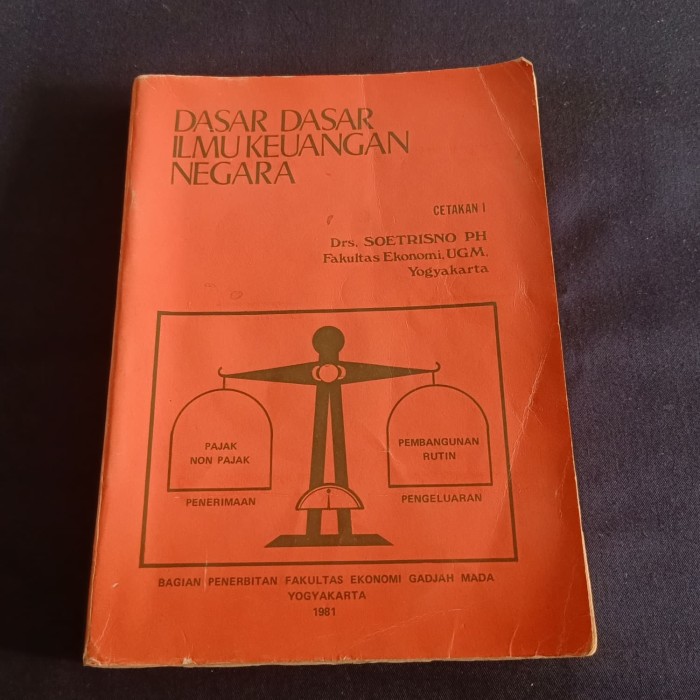 DASAR DASAR
ILMU KEUANGAN
NEGARA
CETAKAN I
Drs. SOETRISNO PH
Fakultas Ekonomi, UGM.
Yogyakarta
PAJAK
NON PAJAK
PENERIMAAN
PEMBANGUNAN
RUTIN
PENGELUARAN
BAGIAN PENERBITAN FAKULTAS EKONOMI GADJAH MADA
YOGYAKARTA
1981